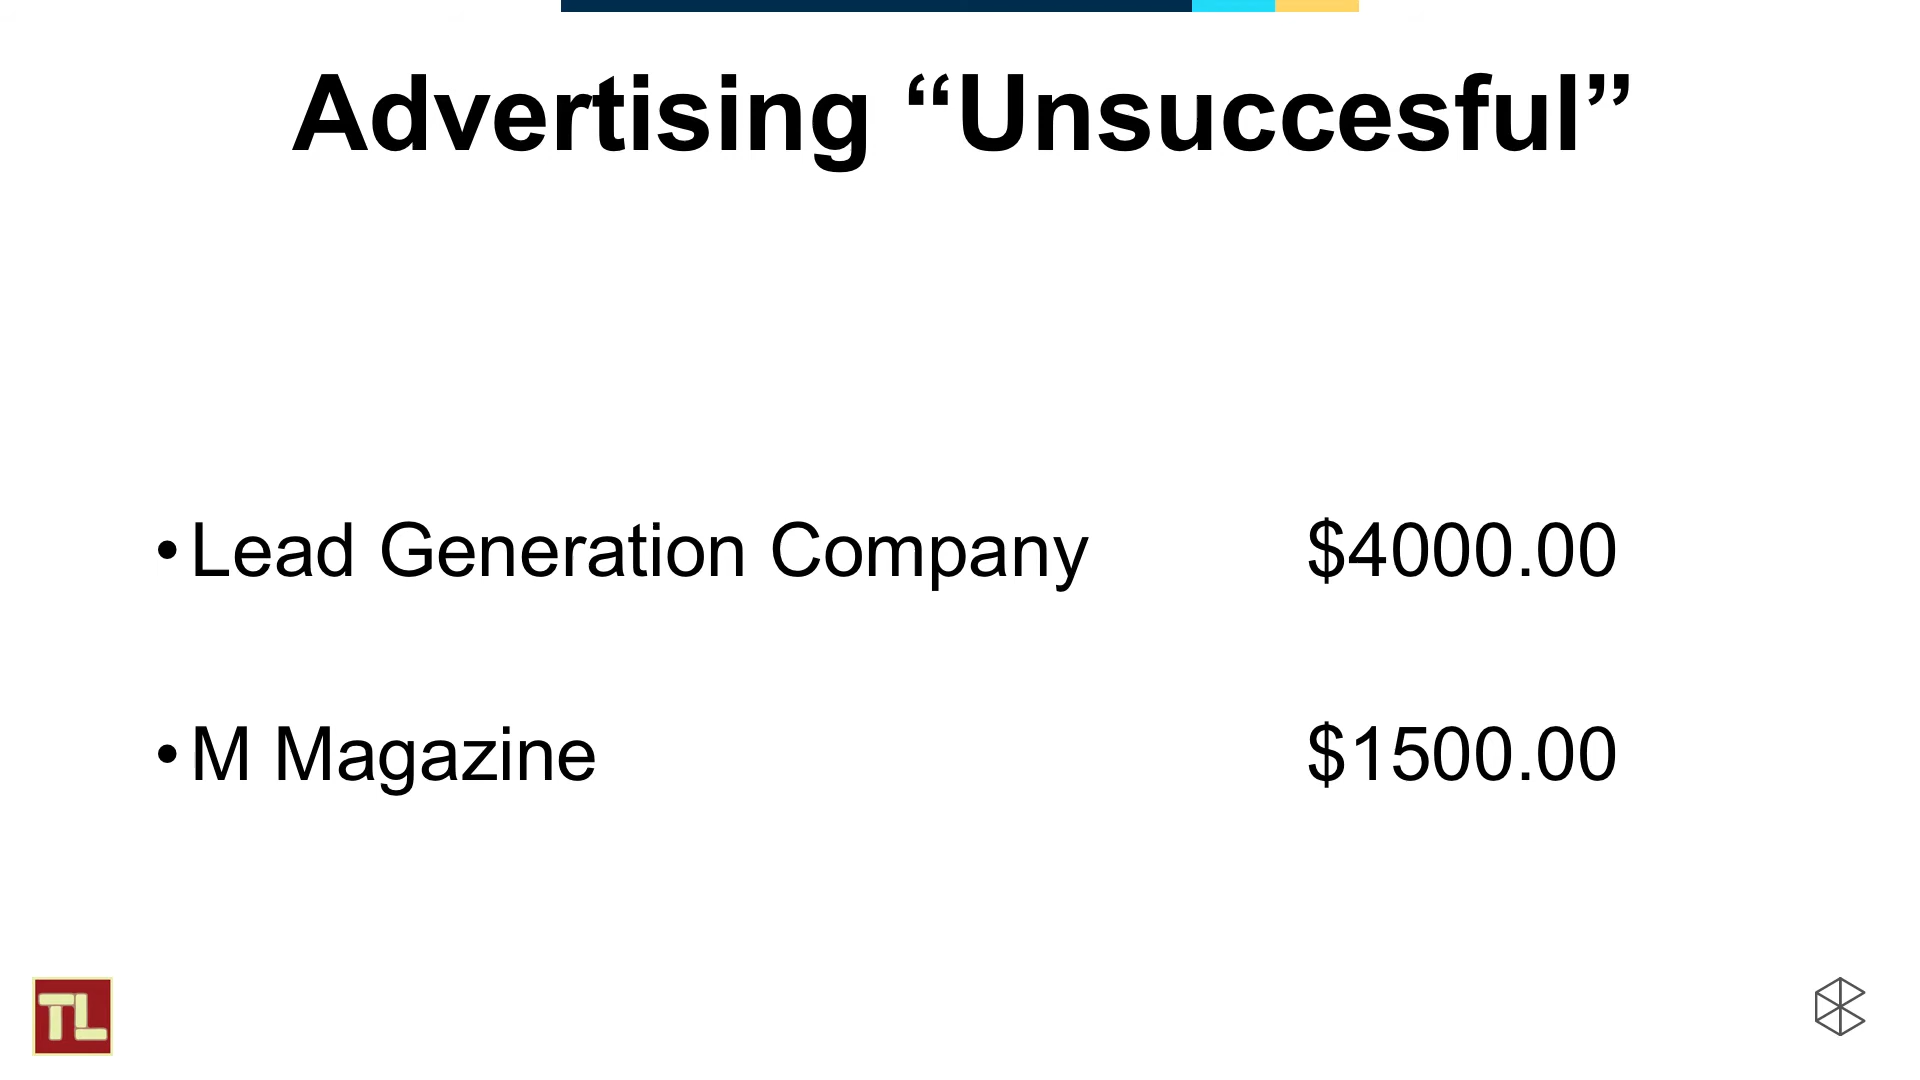 Advertising “Unsuccesful”
•Lead Generation Company $4000.00
•M Magazine $1500.00
TL